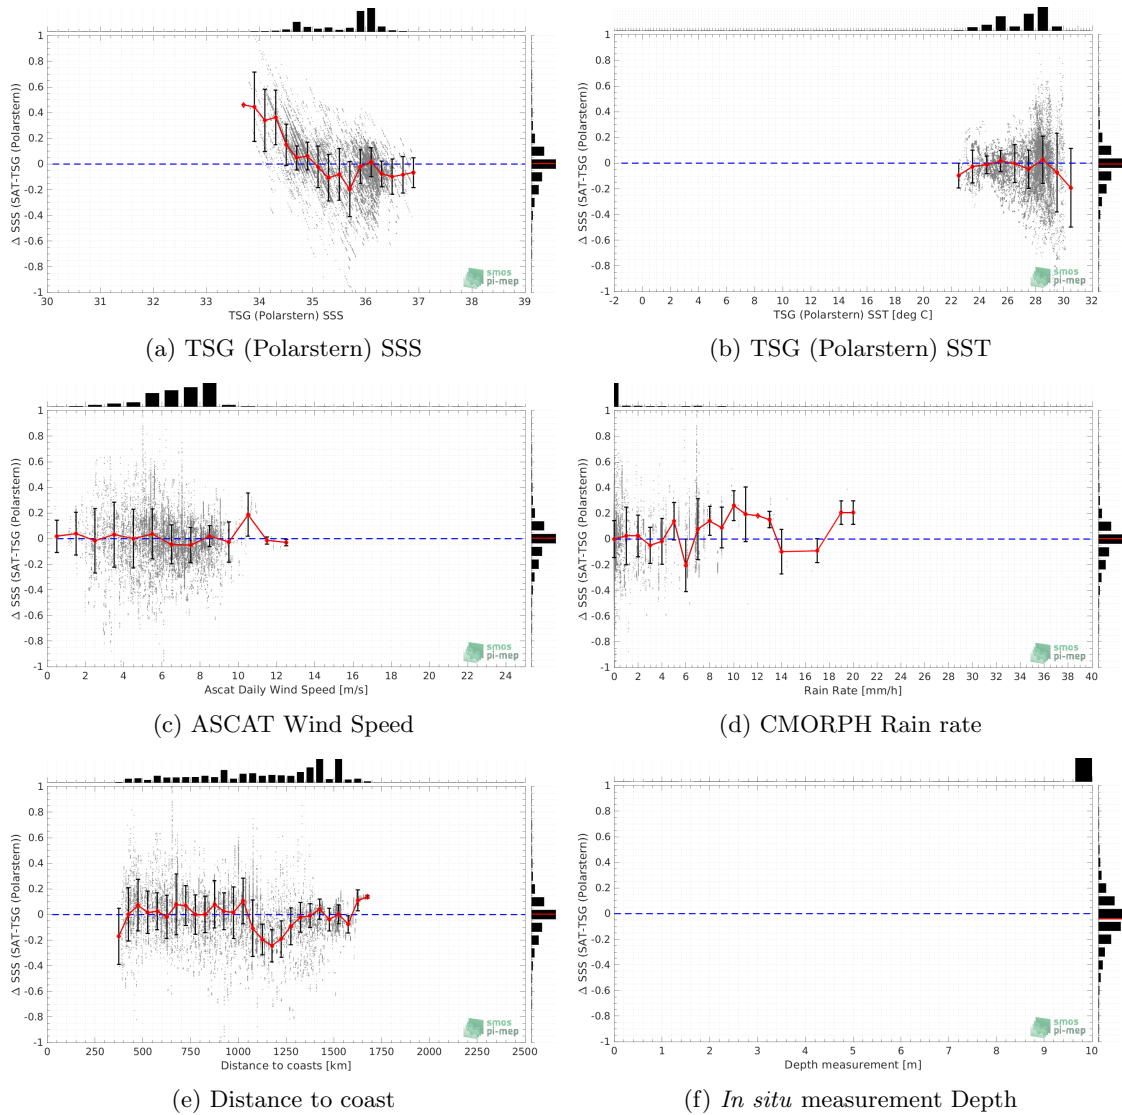 1
0.8
0.6
0.4
0.2
0
-0.2
-0.4
-0.6
-0.8
-1
Δ SSS (SAT-TSG (Polarstern))
smos
pi-mep
30 31 32 33 34 35 36 37 38 39
TSG (Polarstern) SSS
(a) TSG (Polarstern) SSS
1
0.8
0.6
0.4
0.2
0
-0.2
-0.4
-0.6
-0.8
-1
Δ SSS (SAT-TSG (Polarstern))
smos
pi-mep
-2 0 2 4 6 8 10 12 14 16 18 20 22 24 26 28 30 32
TSG (Polarstern) SST [deg C]
(b) TSG (Polarstern) SST
1
0.8
0.6
0.4
0.2
0
-0.2
-0.4
-0.6
-0.8
-1
Δ SSS (SAT-TSG (Polarstern))
smos
pi-mep
0 2 4 6 8 10 12 14 16 18 20 22 24
Ascat Daily Wind Speed [m/s]
(c) ASCAT Wind Speed
1
0.8
0.6
0.4
0.2
0
-0.2
-0.4
-0.6
-0.8
-1
Δ SSS (SAT-TSG (Polarstern))
smos
pi-mep
0 2 4 6 8 10 12 14 16 18 20 22 24 26 28 30 32 34 36 38 40
Rain Rate [mm/h]
(d) CMORPH Rain rate
1
0.8
0.6
0.4
0.2
0
-0.2
-0.4
-0.6
-0.8
-1
Δ SSS (SAT-TSG (Polarstern))
smos
pi-mep
0 250 500 750 1000 1250 1500 1750 2000 2250 2500
Distance to coasts [km]
(e) Distance to coast
1
0.8
0.6
0.4
0.2
0
-0.2
-0.4
-0.6
-0.8
-1
Δ SSS (SAT-TSG (Polarstern))
smos
pi-mep
0 1 2 3 4 5 6 7 8 9 10
Depth measurement [m]
(f) In situ measurement Depth